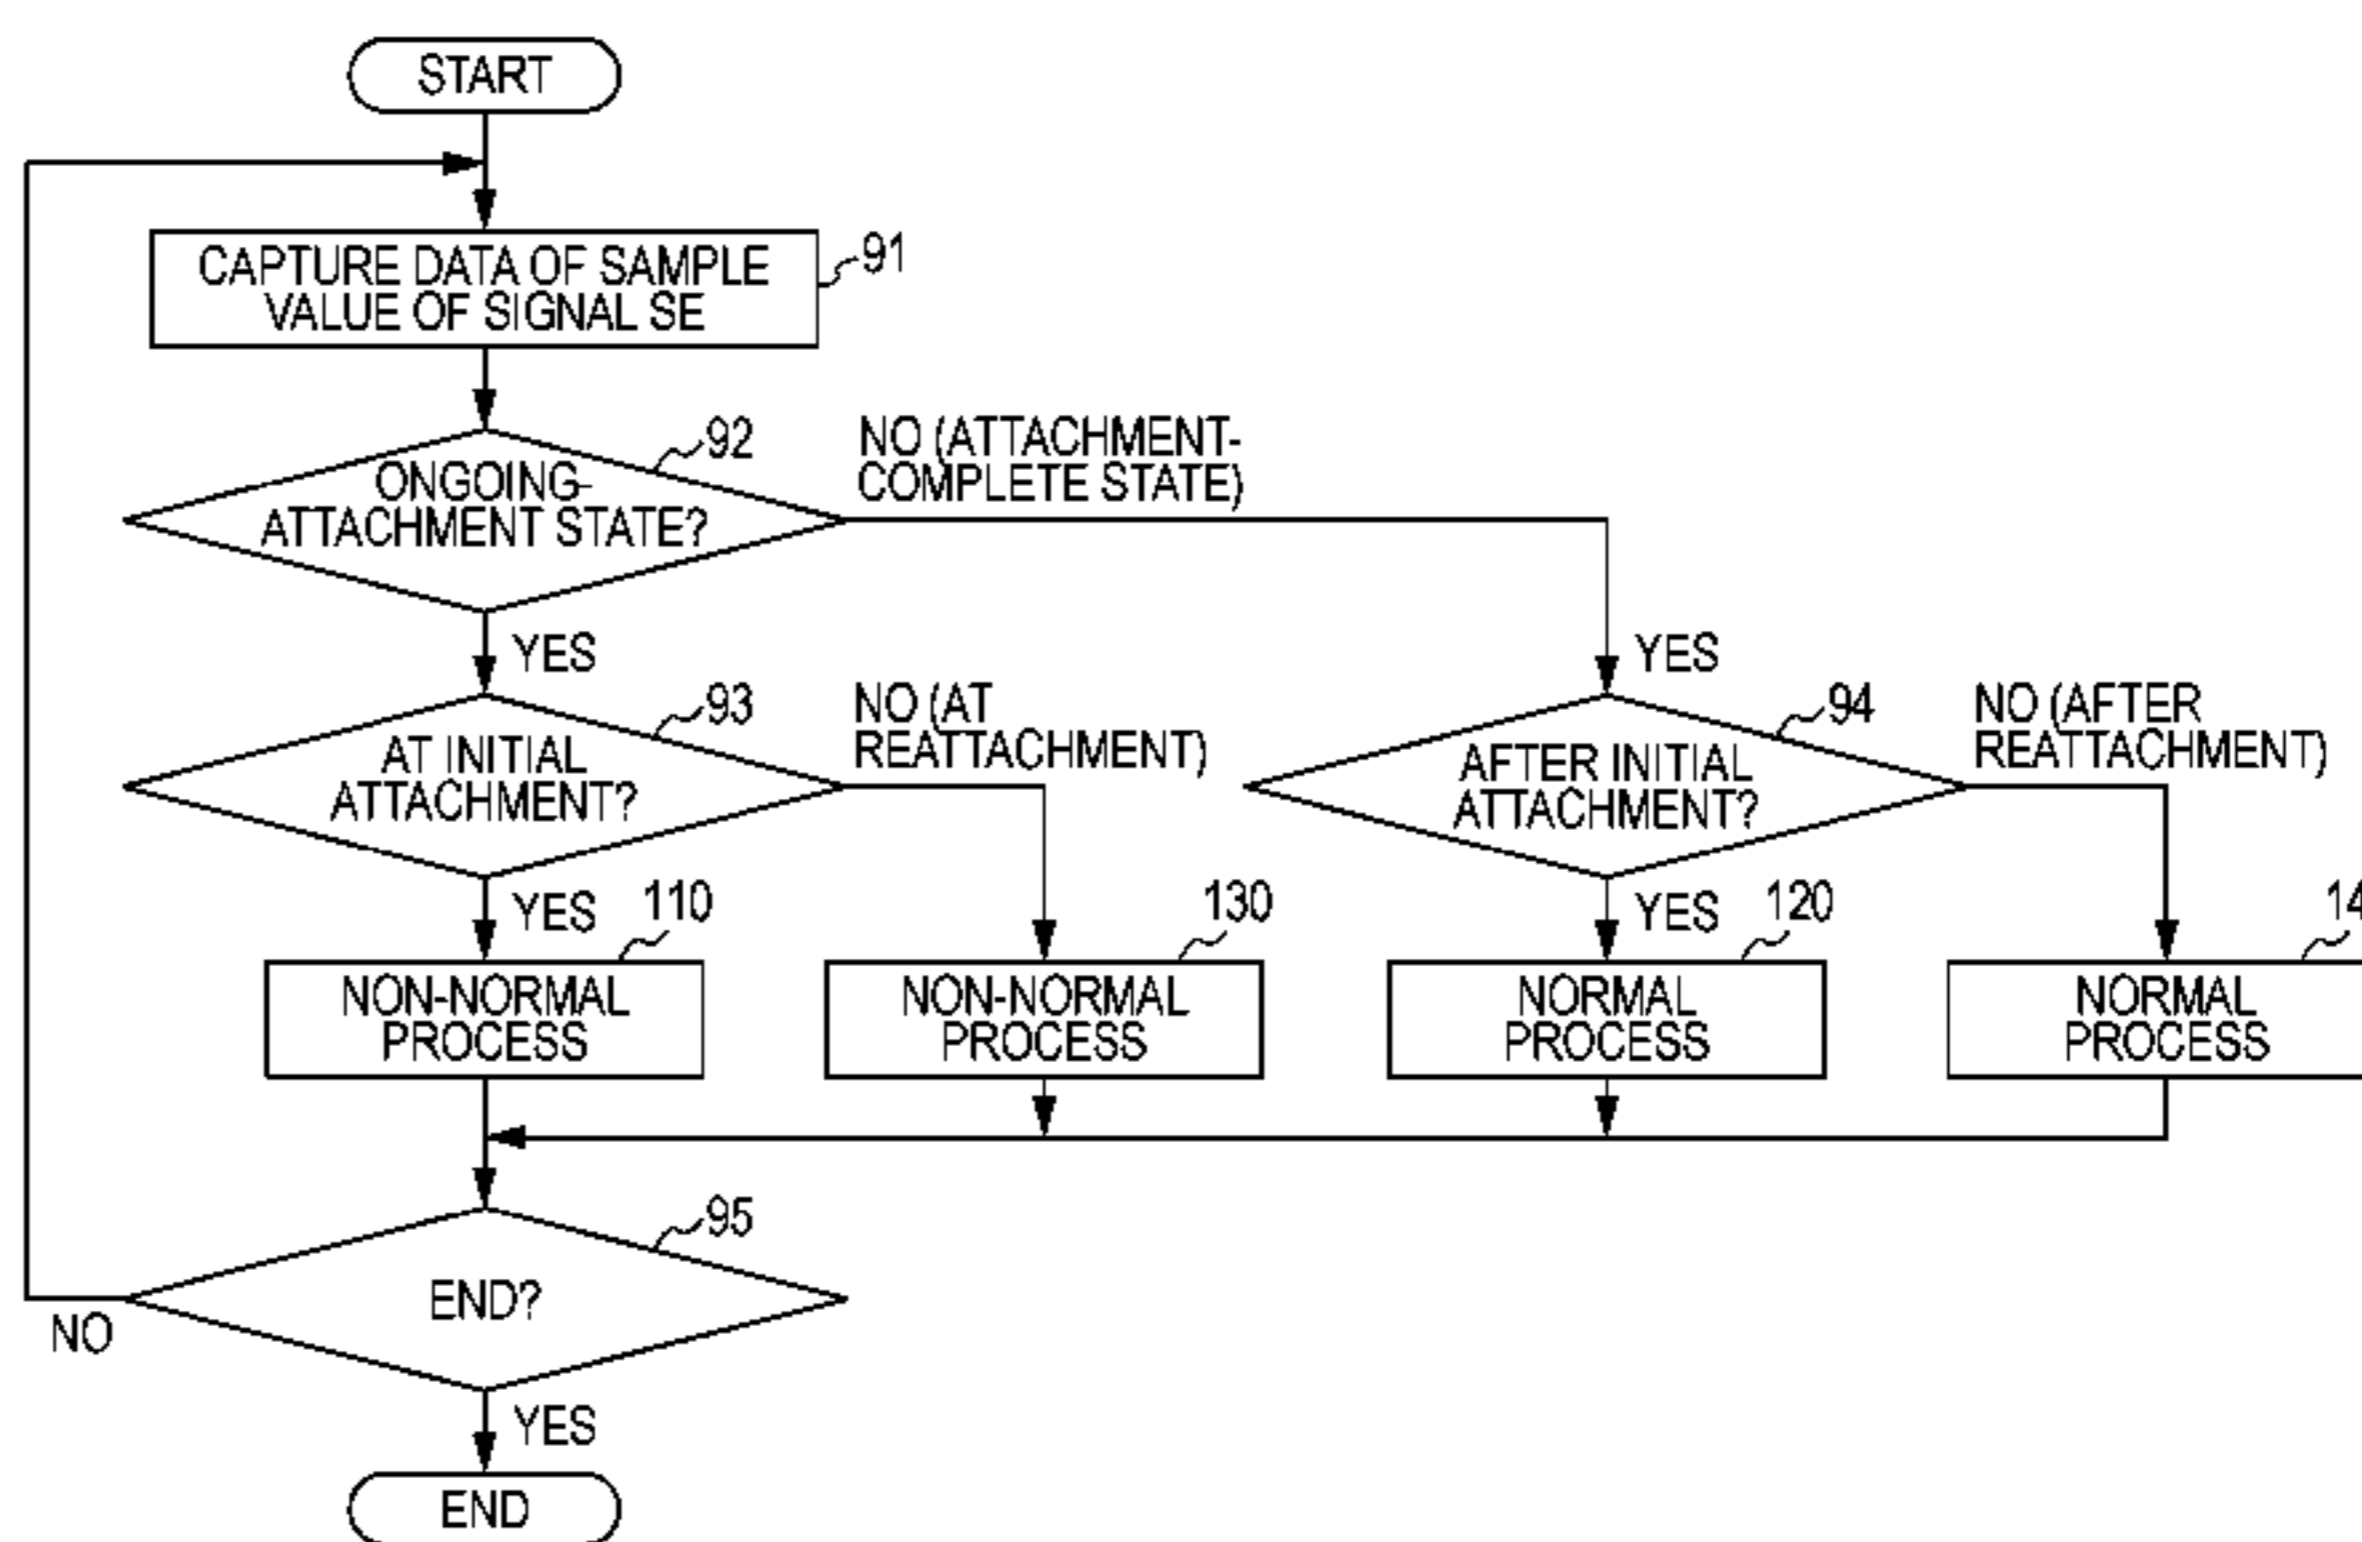 START
CAPTURE DATA OF SAMPLE
VALUE OF SIGNAL SE
91
ONGOING-
ATTACHMENT STATE?
92
NO (ATTACHMENT-
COMPLETE STATE)
YES
YES
AT INITIAL
ATTACHMENT?
93
NO (AT
REATTACHMENT)
AFTER INITIAL
ATTACHMENT?
94
NO (AFTER
REATTACHMENT)
YES
110
130
YES
120
NON-NORMAL
PROCESS
NON-NORMAL
PROCESS
NORMAL
PROCESS
NORMAL
PROCESS
95
END?
NO
YES
END